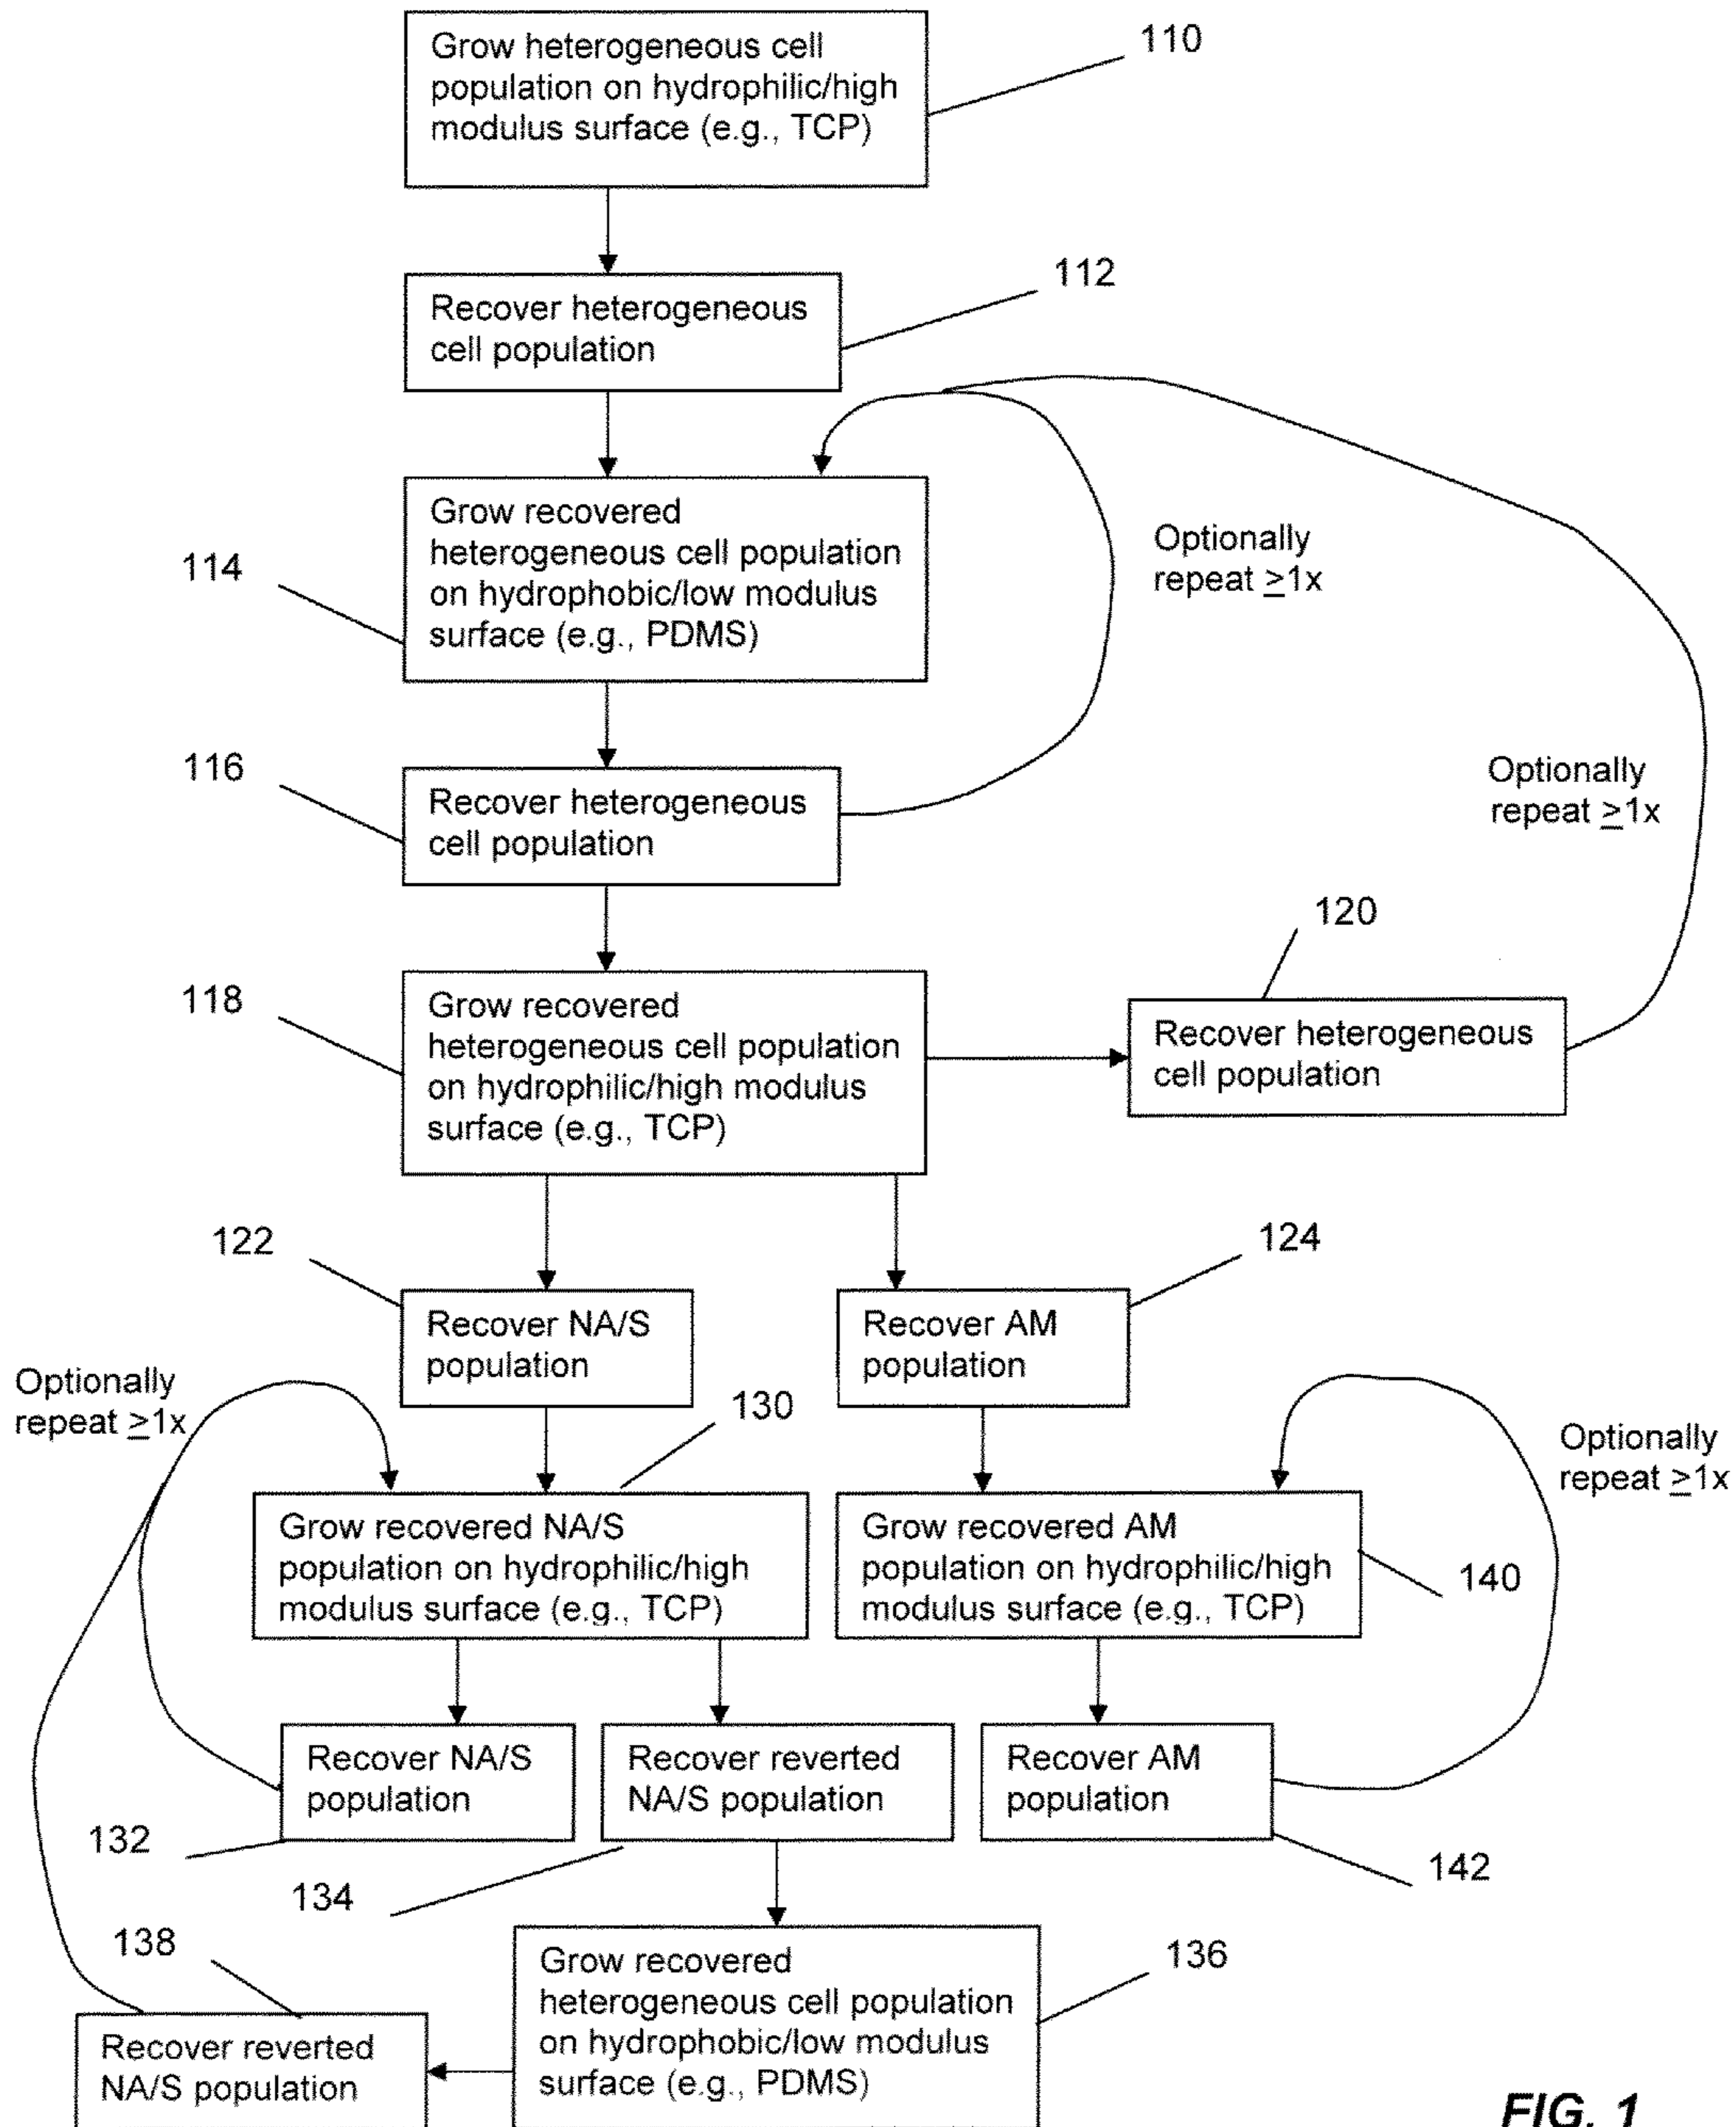 Grow heterogeneous cell
population on hydrophilic/high
modulus surface (e.g., TCP)
110
Recover heterogeneous
cell population
112
Grow recovered
heterogeneous cell population
on hydrophobic/low modulus
surface (e.g., PDMS)
114
Optionally
repeat ≥1x
116
Recover heterogeneous
cell population
Optionally
repeat ≥1x
118
Grow recovered
heterogeneous cell population
on hydrophilic/high modulus
surface (e.g., TCP)
120
Recover heterogeneous
cell population
122
Recover NA/S
population
124
Recover AM
population
Optionally
repeat ≥1x
130
Grow recovered NA/S
population on hydrophilic/high
modulus surface (e.g., TCP)
Grow recovered AM
population on hydrophilic/high
modulus surface (e.g., TCP)
140
Optionally
repeat ≥1x
Recover NA/S
population
132
Recover reverted
NA/S population
134
Recover AM
population
142
Grow recovered
heterogeneous cell population
on hydrophobic/low modulus
surface (e.g., PDMS)
136
138
Recover reverted
NA/S population
FIG. 1